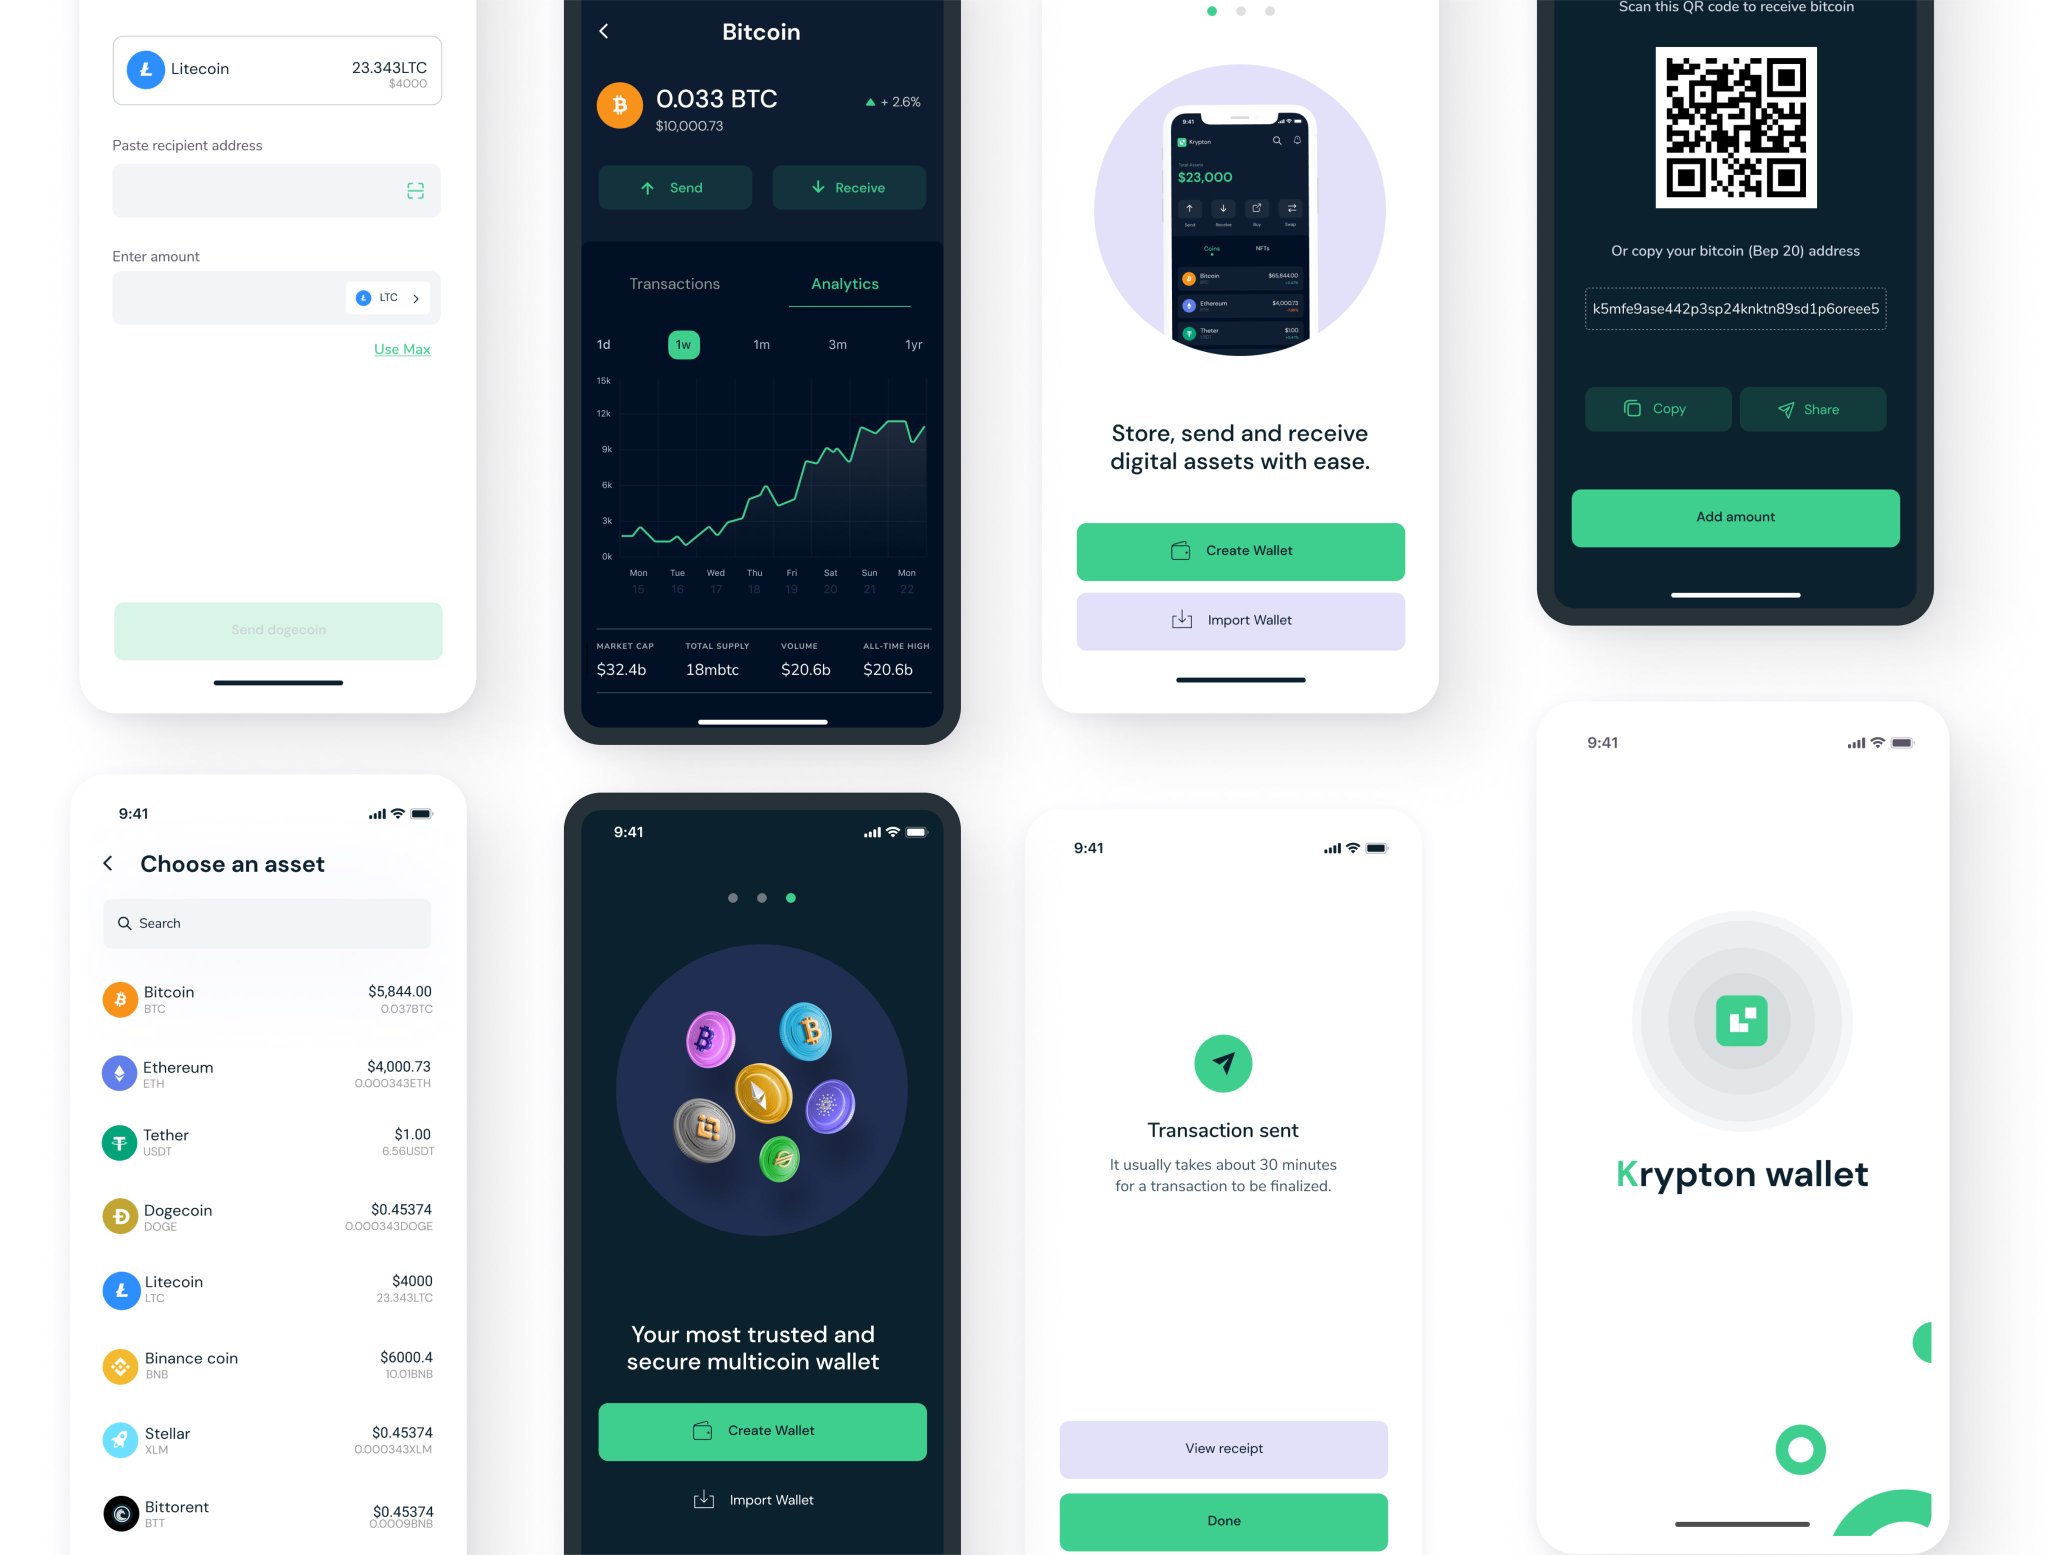 Litecoin
23.343LTC
$4000
Paste recipient address
Enter amount
LTC
Use Max
Send dogecoin
Bitcoin
0.033 BTC
+ 2.6%
$10,000.73
Send
Receive
Transactions
Analytics
1d
1w
1m
3m
1yr
15k
12k
9k
6k
3k
0k
Mon
Tue
Wed
Thu
Fri
Sat
Sun
Mon
15
16
17
18
19
20
21
22
MARKET CAP
TOTAL SUPPLY
VOLUME
ALL-TIME HIGH
$32.4b
18mbtc
$20.6b
$20.6b
9:41
Krypton
Total Assets
$23,000
Send
Receive
Buy
Swap
Coins
NFTs
Bitcoin
$65,844.00
BTC
Ethereum
$4,000.73
ETH
Theter
$1.00
USDT
Store, send and receive
digital assets with ease.
Create Wallet
Import Wallet
Scan this QR code to receive bitcoin
Or copy your bitcoin (Bep 20) address
k5mfe9ase442p3sp24knktn89sd1p6oreee5
Copy
Share
Add amount
9:41
Choose an asset
Search
Bitcoin
$5,844.00
BTC
0.037BTC
Ethereum
$4,000.73
ETH
0.000343ETH
Tether
$1.00
USDT
6.56USDT
Dogecoin
$0.45374
DOGE
0.000343DOGE
Litecoin
$4000
LTC
23.343LTC
Binance coin
$6000.4
BNB
10.01BNB
Stellar
$0.45374
XLM
0.000343XLM
Bittorent
$0.45374
BTT
0.0009BNB
9:41
Your most trusted and
secure multicoin wallet
Create Wallet
Import Wallet
9:41
Transaction sent
It usually takes about 30 minutes
for a transaction to be finalized.
View receipt
Done
9:41
Krypton wallet